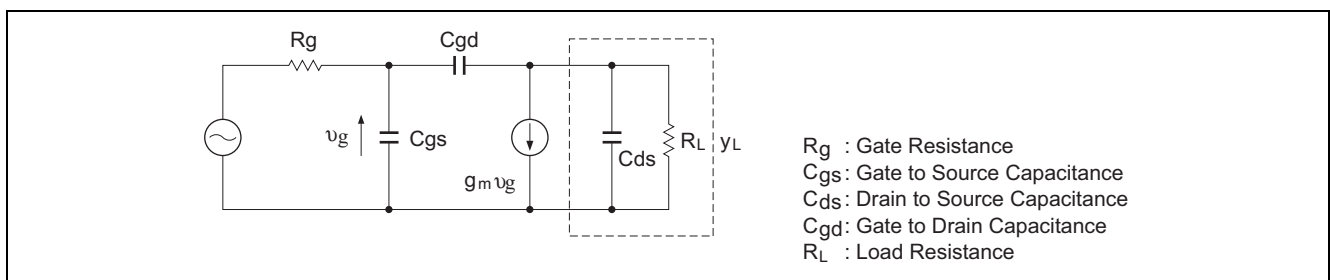 Rg
Cgd
υg
Cgs
gmυg
Cds
RL
yL
Rg : Gate Resistance
Cgs: Gate to Source Capacitance
Cds: Drain to Source Capacitance
Cgd: Gate to Drain Capacitance
RL : Load Resistance